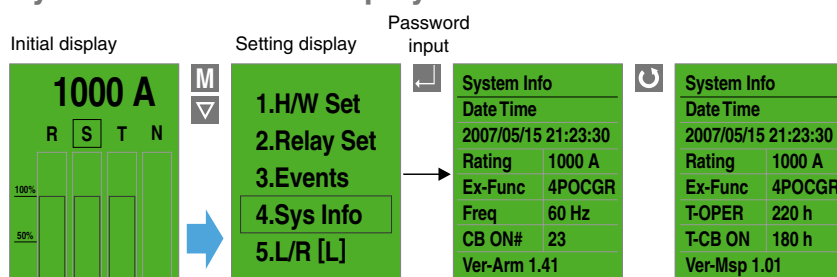 Initial display
1000 A
R S T N
100%
50%
M
Setting display
1.H/W Set
2.Relay Set
3.Events
4.Sys Info
5.L/R [L]
Password
input
System Info
Date Time
2007/05/15 21:23:30
Rating 1000 A
Ex-Func 4POCGR
Freq 60 Hz
CB ON# 23
Ver-Arm 1.41
System Info
Date Time
2007/05/15 21:23:30
Rating 1000 A
Ex-Func 4POCGR
T-OPER 220 h
T-CB ON 180 h
Ver-Msp 1.01